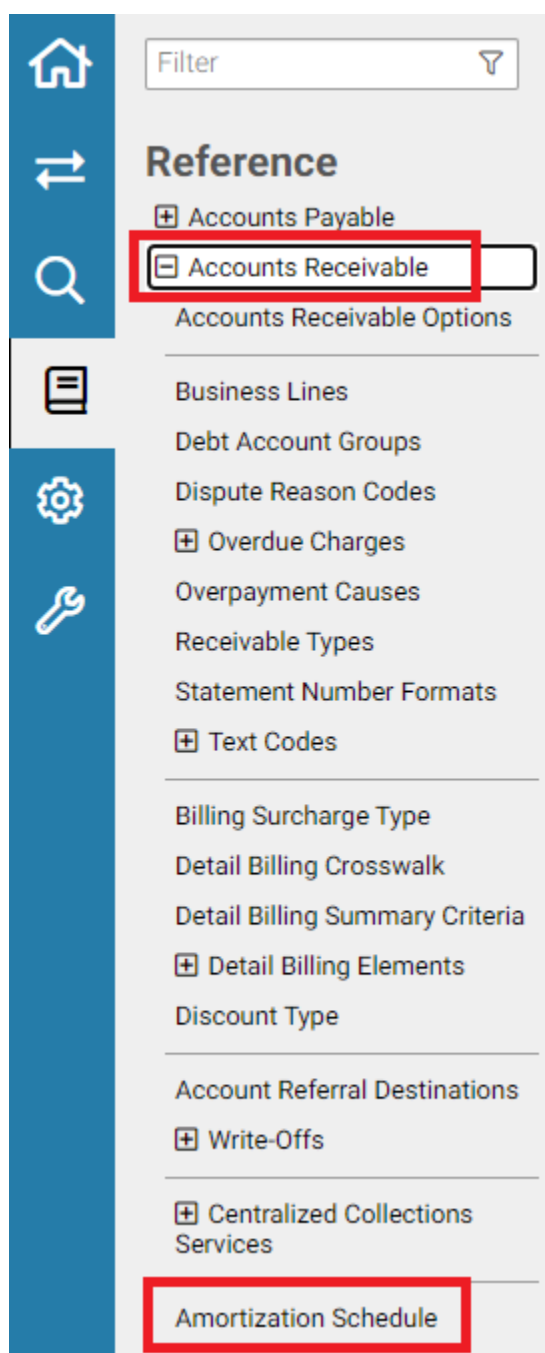 Filter
Reference
Accounts Payable
Accounts Receivable
Accounts Receivable Options
Business Lines
Debt Account Groups
Dispute Reason Codes
Overdue Charges
Overpayment Causes
Receivable Types
Statement Number Formats
Text Codes
Billing Surcharge Type
Detail Billing Crosswalk
Detail Billing Summary Criteria
Detail Billing Elements
Discount Type
Account Referral Destinations
Write-Offs
Centralized Collections
Services
Amortization Schedule